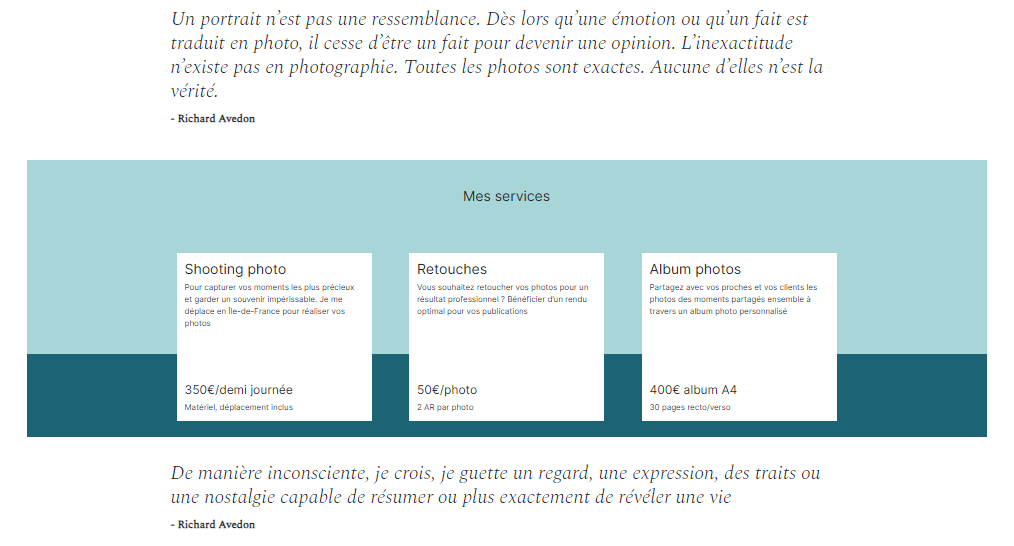 Un portrait n’est pas une ressemblance. Dès lors qu’une émotion ou qu’un fait est
traduit en photo, il cesse d’être un fait pour devenir une opinion. L’inexactitude
n’existe pas en photographie. Toutes les photos sont exactes. Aucune d’elles n’est la
vérité.
- Richard Avedon
Mes services
Shooting photo
Pour capturer vos moments les plus précieux
et garder un souvenir impérissable. Je me
déplace en Île-de-France pour réaliser vos
photos
350€/demi journée
Matériel, déplacement inclus
Retouches
Vous souhaitez retoucher vos photos pour un
résultat professionnel ? Bénéficier d’un rendu
optimal pour vos publications
50€/photo
2 AR par photo
Album photos
Partagez avec vos proches et vos clients les
photos des moments partagés ensemble à
travers un album photo personnalisé
400€ album A4
30 pages recto/verso
De manière inconsciente, je crois, je guette un regard, une expression, des traits ou
une nostalgie capable de résumer ou plus exactement de révéler une vie
- Richard Avedon